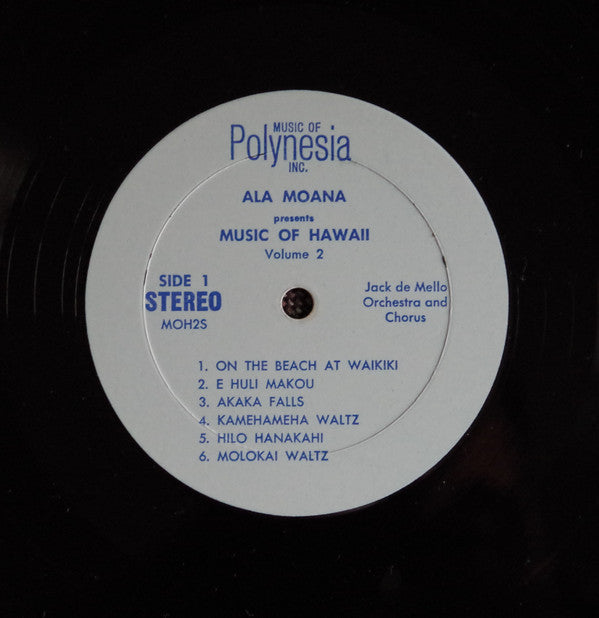 MUSIC OF
Polynesia
INC.
ALA MOANA
presents
MUSIC OF HAWAII
Volume 2
SIDE 1
STEREO
MOH2S
Jack de Mello
Orchestra and
Chorus
1. ON THE BEACH AT WAIKIKI
2. E HULI MAKOU
3. AKAKA FALLS
4. KAMEHAMEHA WALTZ
5. HILO HANAKAHI
6. MOLOKAI WALTZ